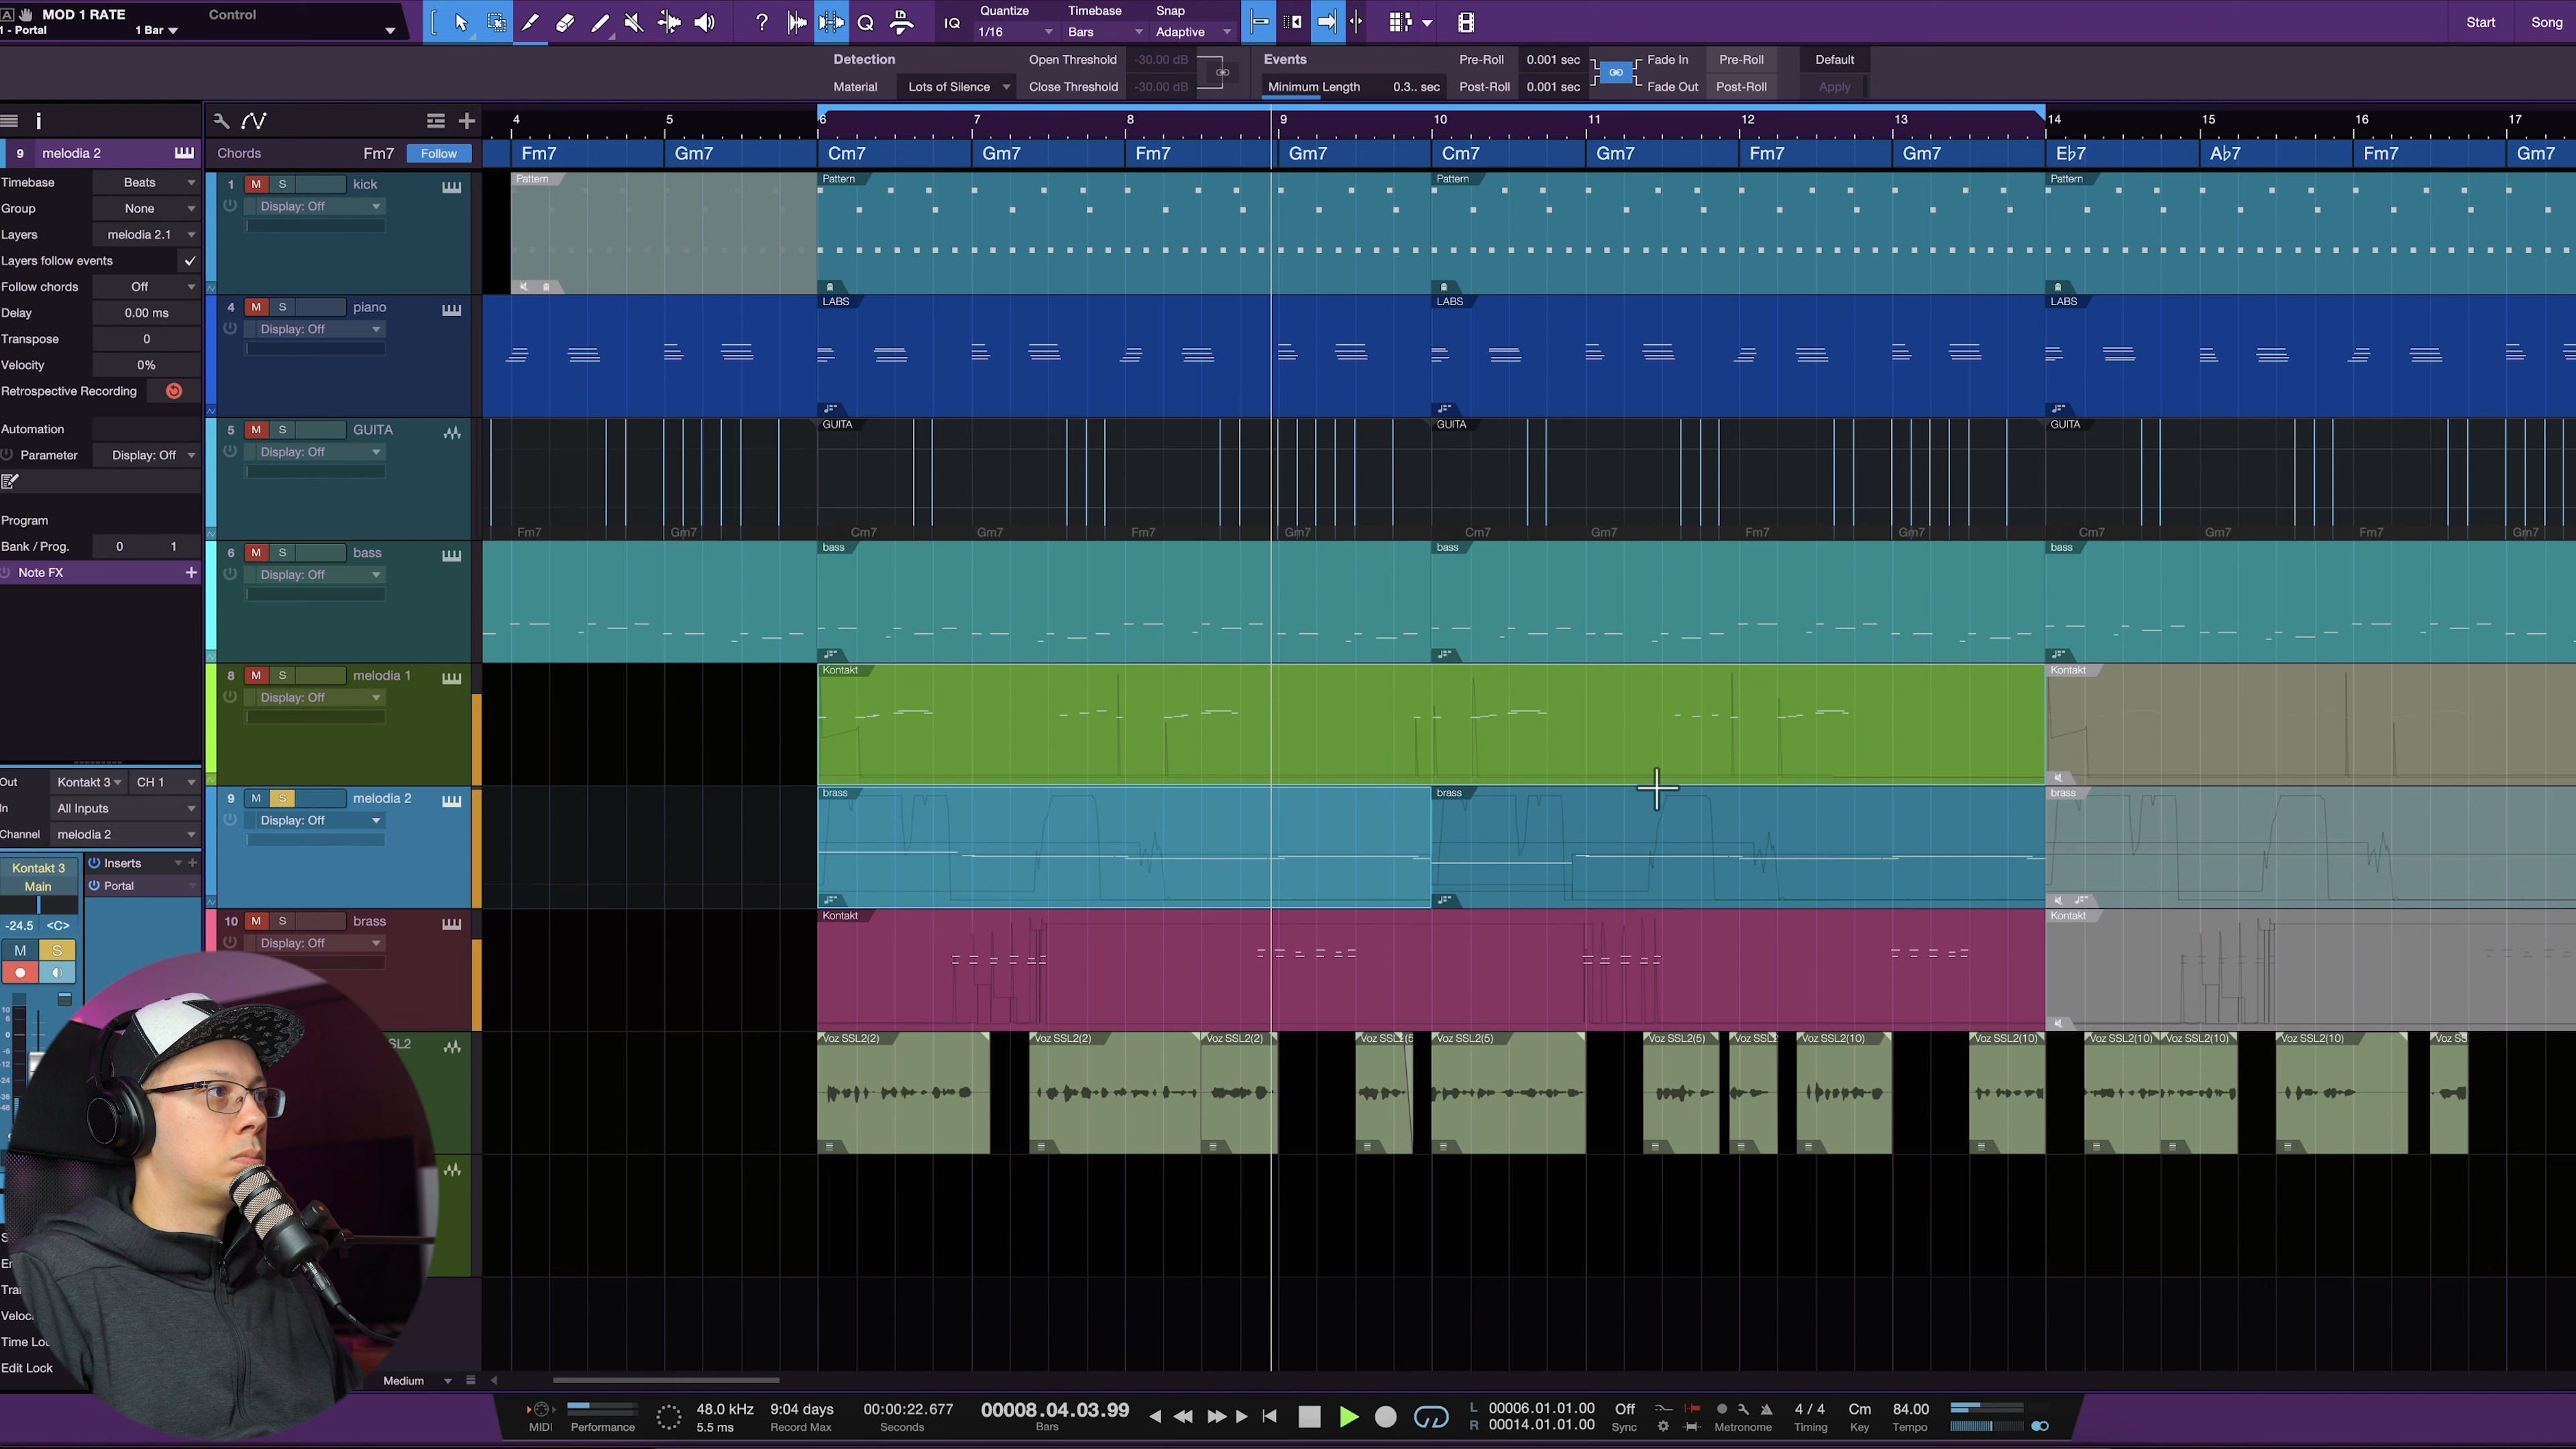 MOD 1 RATE
Control
1 - Portal
1 Bar
IQ
Quantize
Timebase
Snap
1/16
Bars
Adaptive
Start
Song
Detection
Open Threshold
-30.00 dB
Events
Pre-Roll
0.001 sec
Fade In
Pre-Roll
Default
Material
Lots of Silence
Close Threshold
-30.00 dB
Minimum Length
0.3.. sec
Post-Roll
0.001 sec
Fade Out
Post-Roll
Apply
4 5 6 7 8 9 10 11 12 13 14 15 16 17
9 melodia 2
Chords
Fm7
Follow
Fm7 Gm7 Cm7 Gm7 Fm7 Gm7 Cm7 Gm7 Fm7 Gm7 E♭7 A♭7 Fm7 Gm7
Timebase Beats
Group None
Layers melodia 2.1
Layers follow events
Follow chords Off
Delay 0.00 ms
Transpose 0
Velocity 0%
Retrospective Recording
Automation
Parameter Display: Off
Program
Bank / Prog. 0 1
Note FX
1 M S kick
Display: Off
Pattern Pattern Pattern Pattern
4 M S piano
Display: Off
LABS LABS LABS
5 M S GUITA
Display: Off
GUITA GUITA GUITA
Fm7 Gm7 Cm7 Gm7 Fm7 Gm7 Cm7 Gm7 Fm7 Gm7 Cm7 Gm7 Fm7 Gm7
6 M S bass
Display: Off
bass bass bass
8 M S melodia 1
Display: Off
Kontakt Kontakt
9 M S melodia 2
Display: Off
brass brass brass
10 M S brass
Display: Off
Kontakt Kontakt
SL2
Voz SSL2(2) Voz SSL2(2) Voz SSL2(2) Voz SSL2(5 Voz SSL2(5) Voz SSL2(5) Voz SSL2 Voz SSL2(10) Voz SSL2(10) Voz SSL2(10) Voz SSL2(10) Voz SSL2(10)
Out Kontakt 3 CH 1
In All Inputs
Channel melodia 2
Kontakt 3
Inserts
Main
Portal
-24.5 <C>
M S
Time Loc
Edit Lock
Medium
MIDI
Performance
48.0 kHz
5.5 ms
9:04 days
Record Max
00:00:22.677
Seconds
00008.04.03.99
Bars
L 00006.01.01.00
R 00014.01.01.00
Off
Sync
Metronome
4 / 4
Timing
Cm
Key
84.00
Tempo